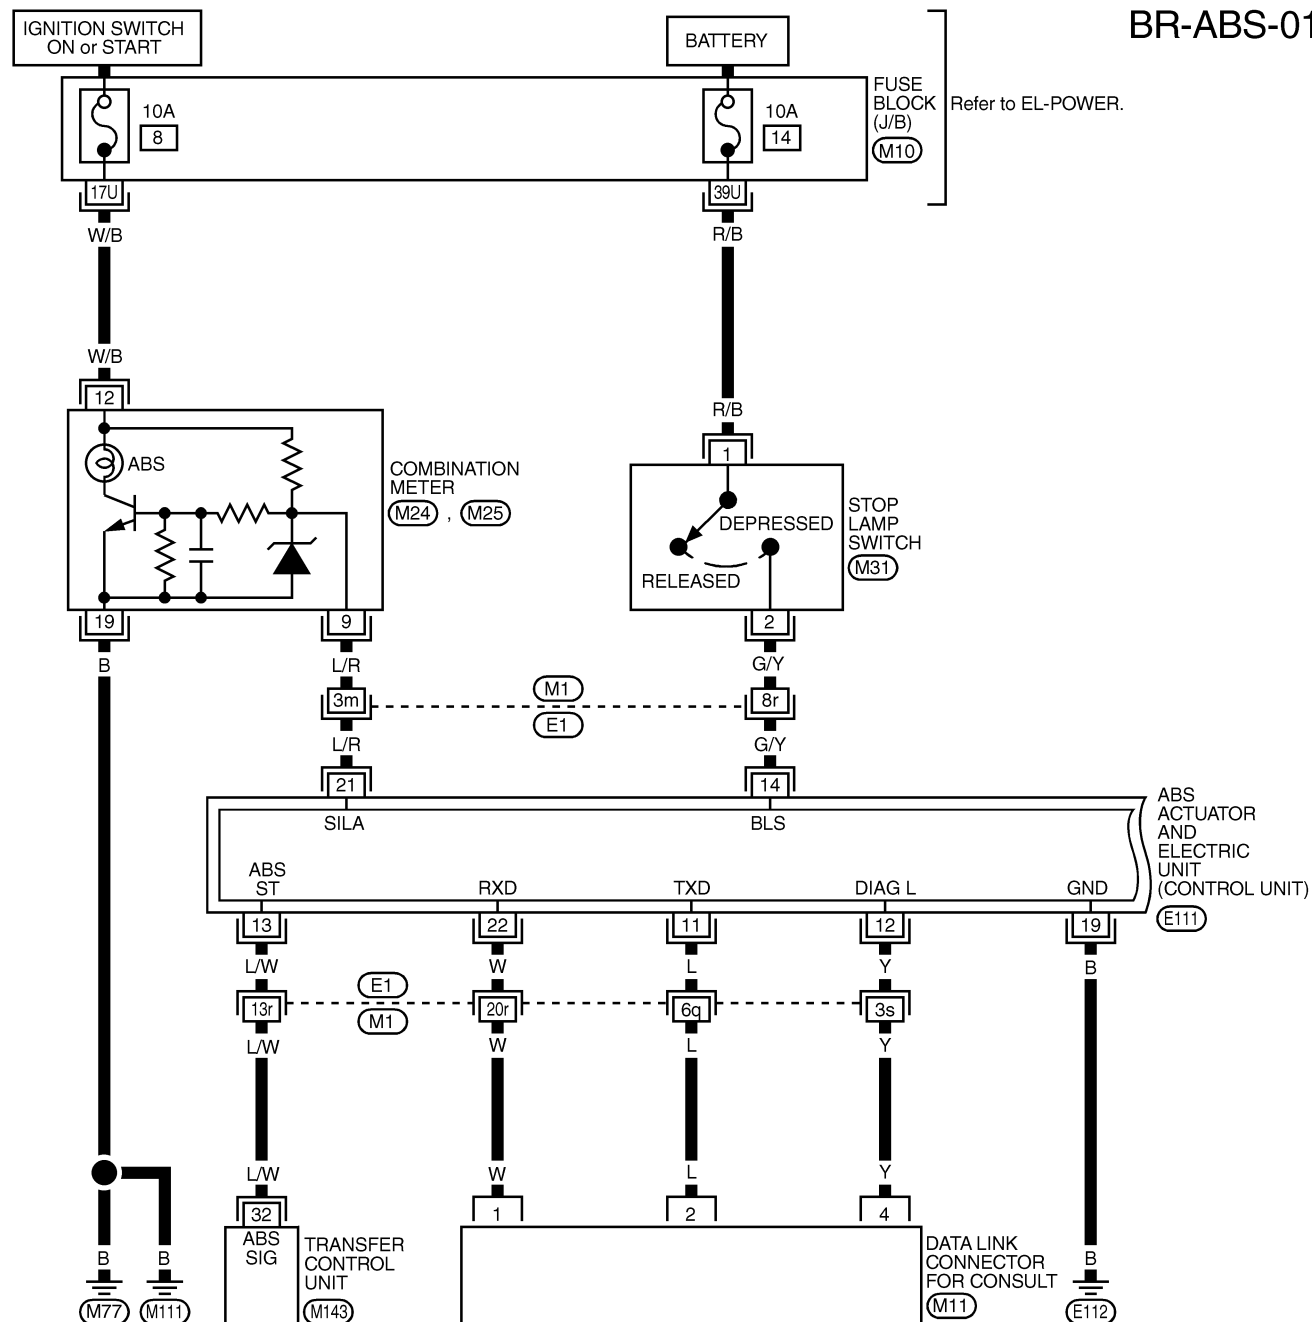 BR-ABS-01
IGNITION SWITCH
ON or START
BATTERY
10A
8
10A
14
FUSE
BLOCK
(J/B)
M10
Refer to EL-POWER.
17U
39U
W/B
R/B
W/B
R/B
12
1
ABS
COMBINATION
METER
M24 , M25
DEPRESSED
RELEASED
STOP
LAMP
SWITCH
M31
19
9
2
B
L/R
G/Y
3m
M1
E1
8r
L/R
G/Y
21
14
SILA
BLS
ABS
ACTUATOR
AND
ELECTRIC
UNIT
(CONTROL UNIT)
E111
ABS
ST
RXD
TXD
DIAG L
GND
13
22
11
12
19
L/W
W
L
Y
B
E1
M1
13r
20r
6q
3s
L/W
W
L
Y
L/W
W
L
Y
32
1
2
4
ABS
SIG
TRANSFER
CONTROL
UNIT
M143
DATA LINK
CONNECTOR
FOR CONSULT
M11
B
B
B
M77
M111
E112